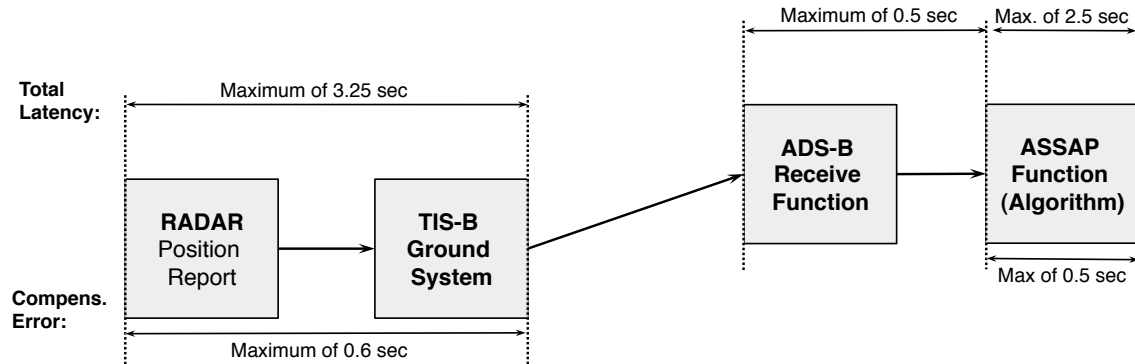 Maximum of 0.5 sec
Max. of 2.5 sec
Total
Latency:
Maximum of 3.25 sec
RADAR
Position
Report
TIS-B
Ground
System
ADS-B
Receive
Function
ASSAP
Function
(Algorithm)
Max of 0.5 sec
Compens.
Error:
Maximum of 0.6 sec